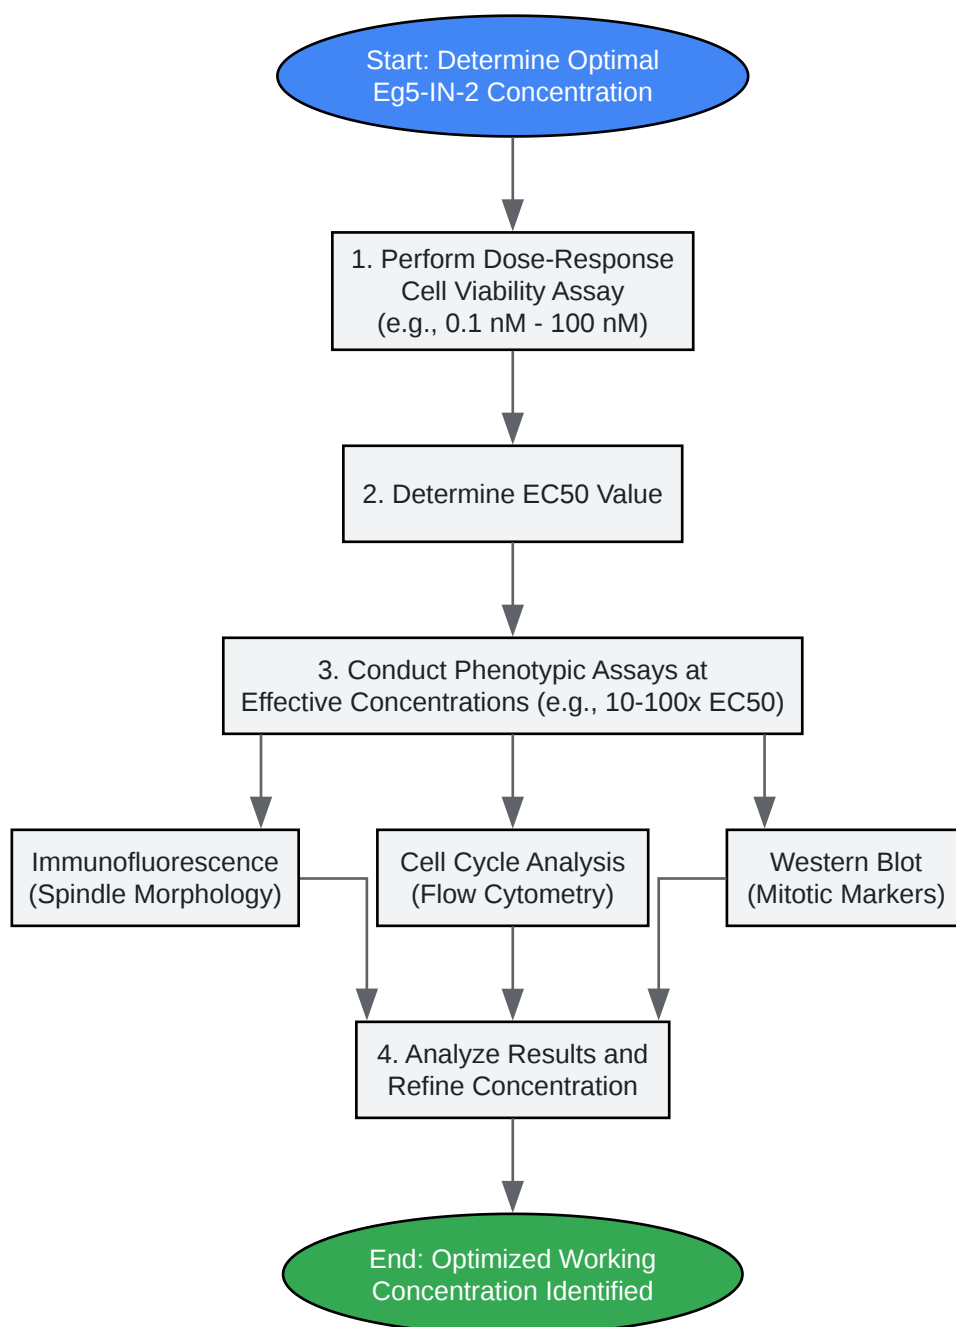 Start: Determine Optimal
Eg5-IN-2 Concentration
1. Perform Dose-Response
Cell Viability Assay
(e.g., 0.1 nM - 100 nM)
2. Determine EC50 Value
3. Conduct Phenotypic Assays at
Effective Concentrations (e.g., 10-100x EC50)
Immunofluorescence
(Spindle Morphology)
Cell Cycle Analysis
(Flow Cytometry)
Western Blot
(Mitotic Markers)
4. Analyze Results and
Refine Concentration
End: Optimized Working
Concentration Identified